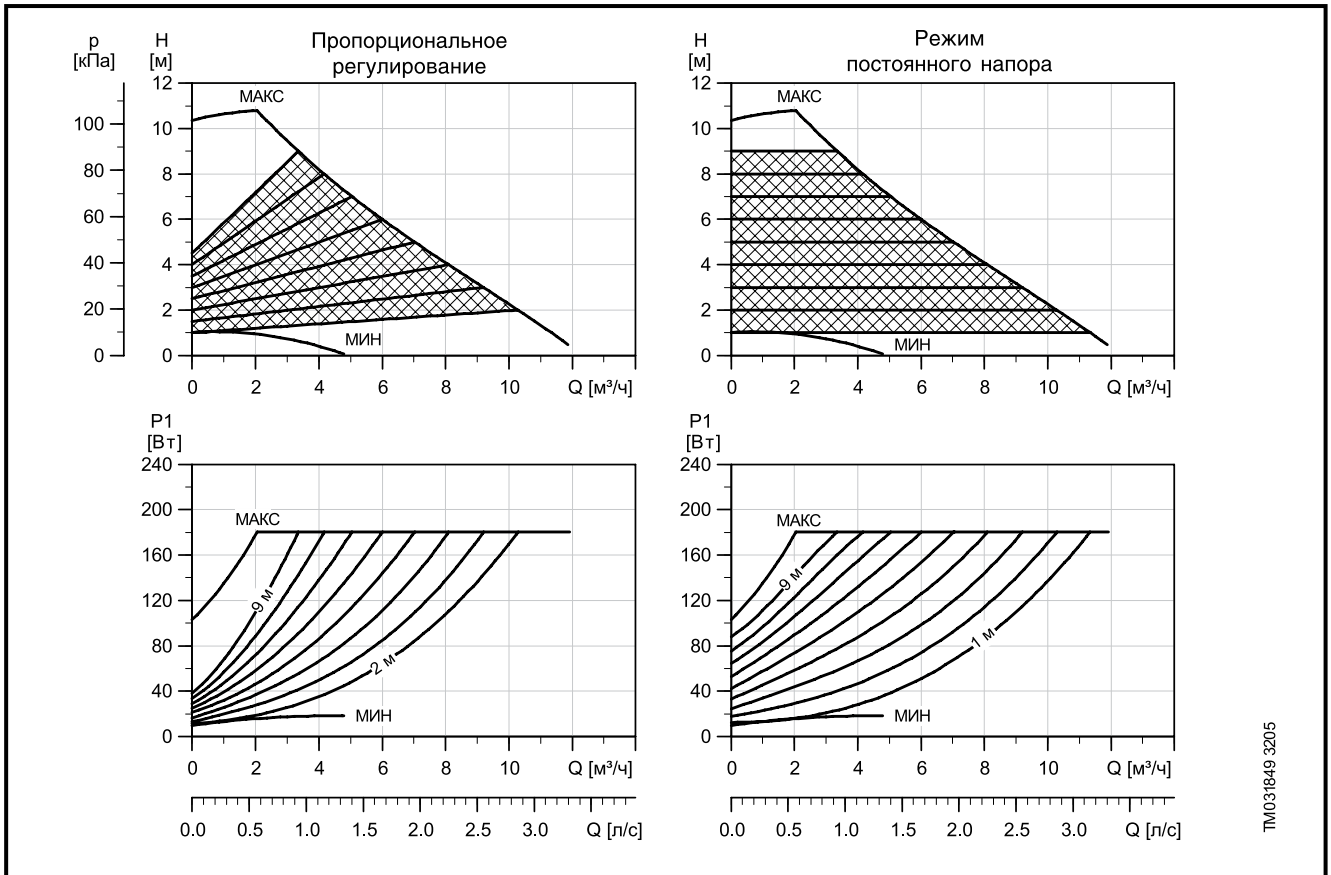 p
[кПа]
H
[м]
Пропорциональное
регулирование
12
10
8
6
4
2
0
100
80
60
40
20
0
МАКС
МИН
0 2 4 6 8 10 Q [м³/ч]
H
[м]
Режим
постоянного напора
12
10
8
6
4
2
0
МАКС
МИН
0 2 4 6 8 10 Q [м³/ч]
P1
[Вт]
240
200
160
120
80
40
0
МАКС
9 м
2 м
МИН
0 2 4 6 8 10 Q [м³/ч]
0.0 0.5 1.0 1.5 2.0 2.5 3.0 Q [л/с]
P1
[Вт]
240
200
160
120
80
40
0
МАКС
9 м
1 м
МИН
0 2 4 6 8 10 Q [м³/ч]
0.0 0.5 1.0 1.5 2.0 2.5 3.0 Q [л/с]
TM03 1849 3205